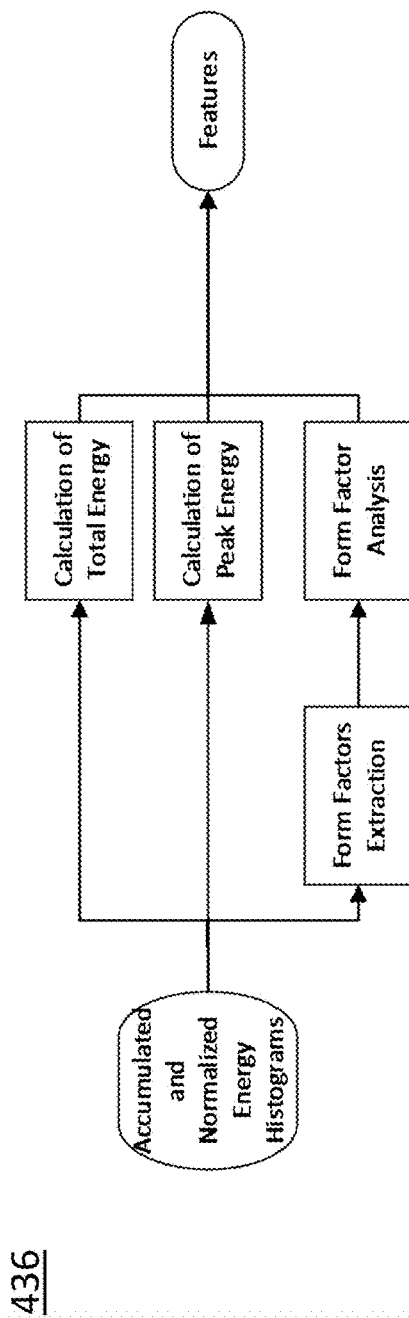 436
Accumulated
and
Normalized
Energy
Histograms
Calculation of
Total Energy
Calculation of
Peak Energy
Form Factors
Extraction
Form Factor
Analysis
Features